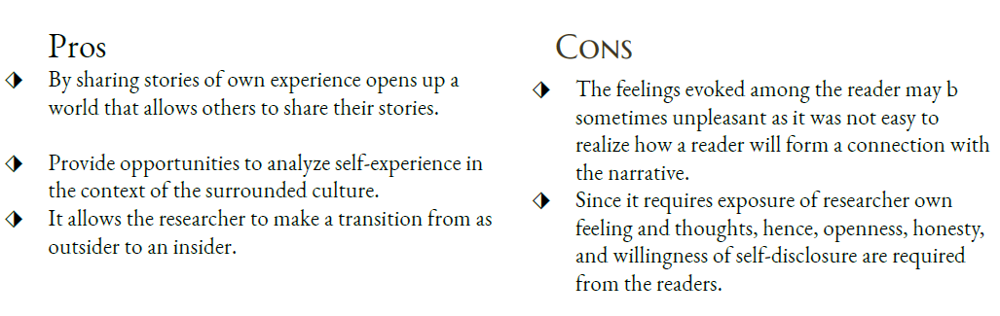 Pros
By sharing stories of own experience opens up a
world that allows others to share their stories.
Provide opportunities to analyze self-experience in
the context of the surrounded culture.
It allows the researcher to make a transition from as
outsider to an insider.
Cons
The feelings evoked among the reader may b
sometimes unpleasant as it was not easy to
realize how a reader will form a connection with
the narrative.
Since it requires exposure of researcher own
feeling and thoughts, hence, openness, honesty,
and willingness of self-disclosure are required
from the readers.